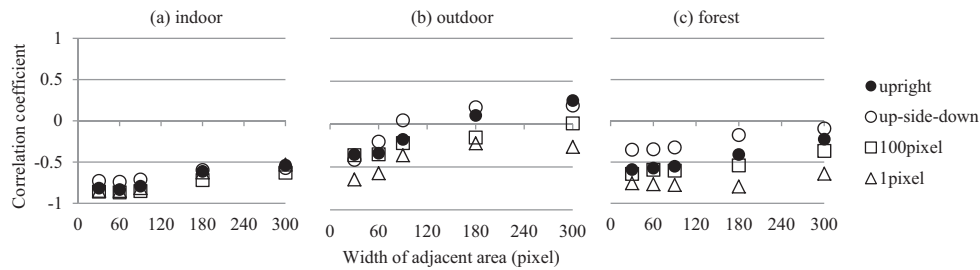 (a) indoor
(b) outdoor
(c) forest
Correlation coefficient
1
0.5
0
-0.5
-1
0 60 120 180 240 300
0 60 120 180 240 300
0 60 120 180 240 300
Width of adjacent area (pixel)
upright
up-side-down
100pixel
1pixel